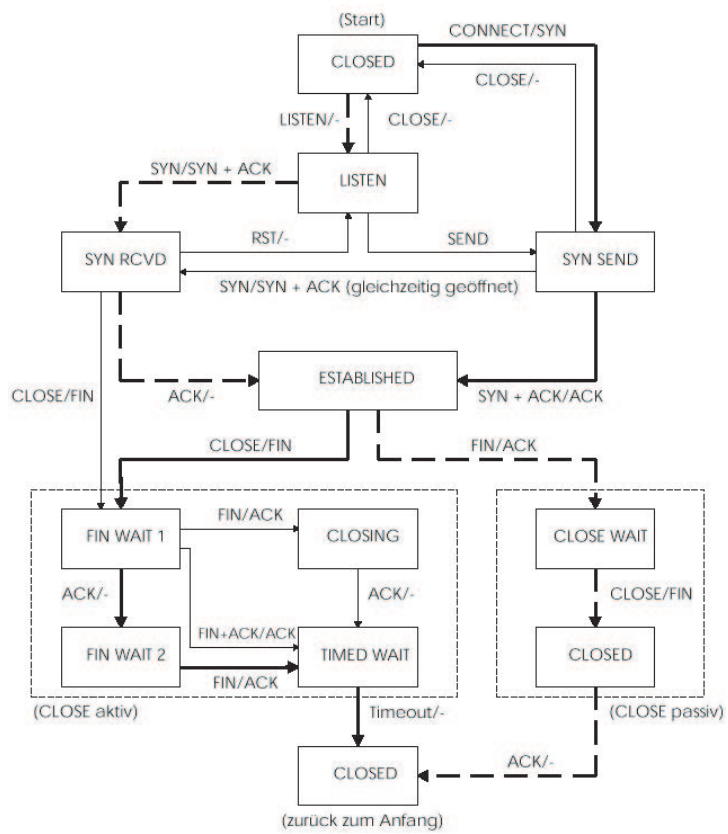 (Start)
CONNECT/SYN
CLOSED
CLOSE/-
LISTEN/-
CLOSE/-
SYN/SYN + ACK
LISTEN
RST/-
SEND
SYN RCVD
SYN SEND
SYN/SYN + ACK (gleichzeitig geöffnet)
ESTABLISHED
CLOSE/FIN
ACK/-
SYN + ACK/ACK
CLOSE/FIN
FIN/ACK
FIN/ACK
FIN WAIT 1
CLOSING
CLOSE WAIT
ACK/-
ACK/-
CLOSE/FIN
FIN+ACK/ACK
FIN WAIT 2
TIMED WAIT
CLOSED
FIN/ACK
(CLOSE aktiv)
Timeout/-
(CLOSE passiv)
ACK/-
CLOSED
(zurück zum Anfang)